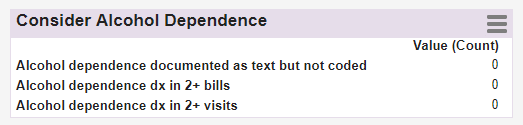 Consider Alcohol Dependence
Value (Count)
Alcohol dependence documented as text but not coded 0
Alcohol dependence dx in 2+ bills 0
Alcohol dependence dx in 2+ visits 0